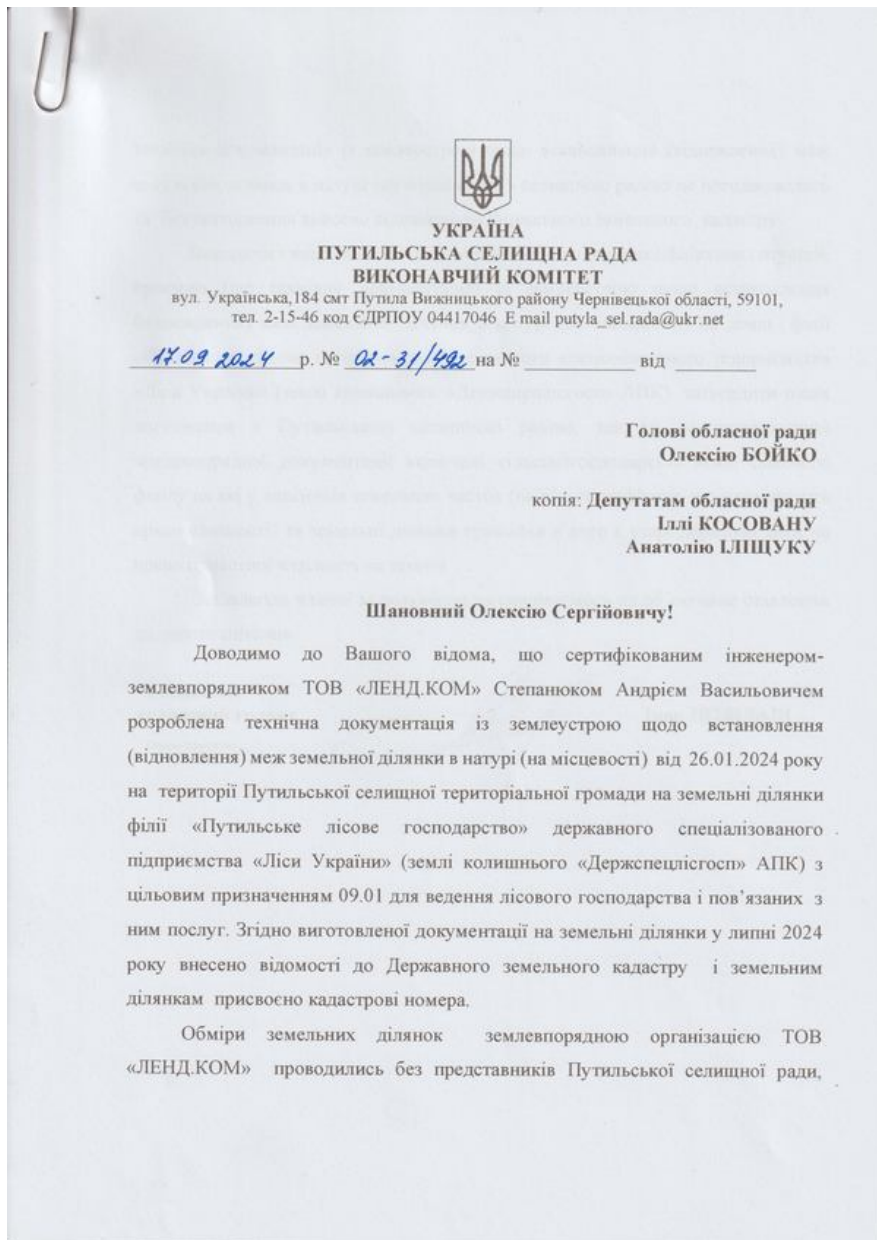 УКРАЇНА
ПУТИЛЬСЬКА СЕЛИЩНА РАДА
ВИКОНАВЧИЙ КОМІТЕТ
вул. Українська,184 смт Путила Вижницького району Чернівецької області, 59101,
тел. 2-15-46 код ЄДРПОУ 04417046 E mail putyla_sel.rada@ukr.net
17.09 2024 р. № 02-31/492 на № ____________ від _________
Голові обласної ради
Олексію БОЙКО
копія: Депутатам обласної ради
Іллі КОСОВАНУ
Анатолію ІЛІЩУКУ
Шановний Олексію Сергійовичу!
Доводимо до Вашого відома, що сертифікованим інженером-
землевпорядником ТОВ «ЛЕНД.КОМ» Степанюком Андрієм Васильовичем
розроблена технічна документація із землеустрою щодо встановлення
(відновлення) меж земельної ділянки в натурі (на місцевості) від 26.01.2024 року
на території Путильської селищної територіальної громади на земельні ділянки
філії «Путильське лісове господарство» державного спеціалізованого
підприємства «Ліси України» (землі колишнього «Держспецлісгосп» АПК) з
цільовим призначенням 09.01 для ведення лісового господарства і пов’язаних з
ним послуг. Згідно виготовленої документації на земельні ділянки у липні 2024
року внесено відомості до Державного земельного кадастру і земельним
ділянкам присвоєно кадастрові номера.
Обміри земельних ділянок землевпорядною організацією ТОВ
«ЛЕНД.КОМ» проводились без представників Путильської селищної ради,